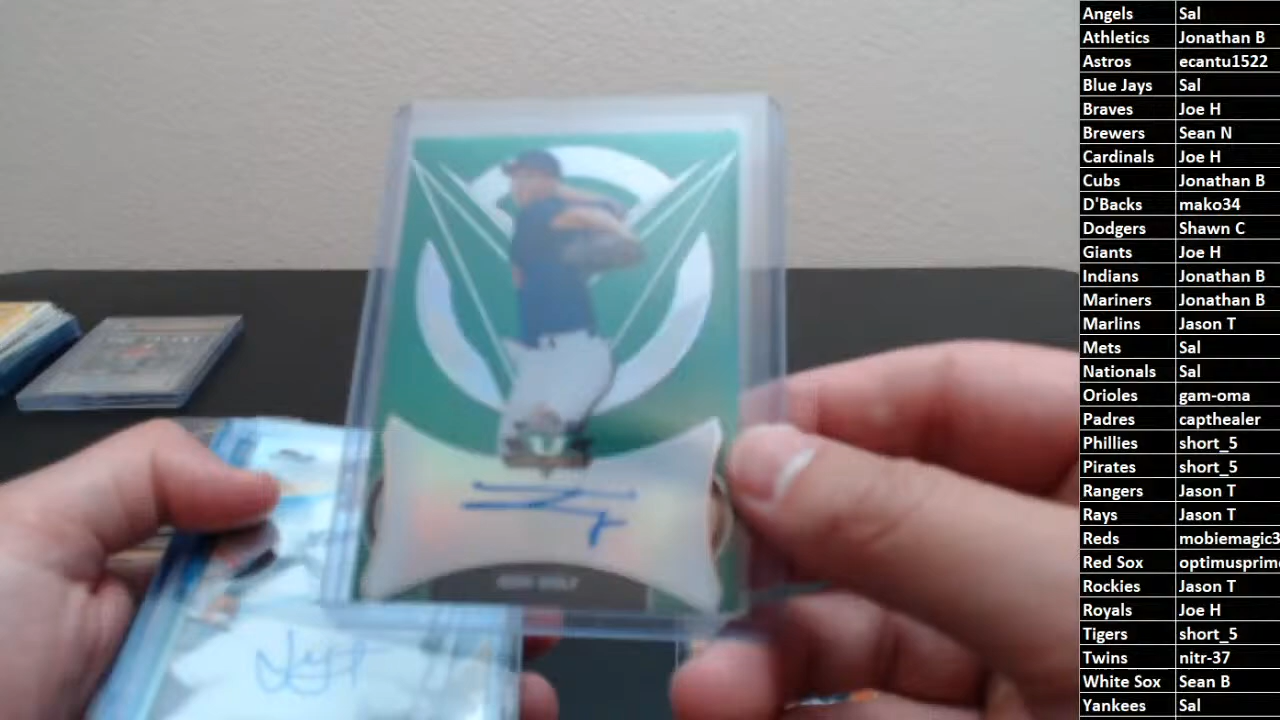 Angels Sal
Athletics Jonathan B
Astros ecantu1522
Blue Jays Sal
Braves Joe H
Brewers Sean N
Cardinals Joe H
Cubs Jonathan B
D'Backs mako34
Dodgers Shawn C
Giants Joe H
Indians Jonathan B
Mariners Jonathan B
Marlins Jason T
Mets Sal
Nationals Sal
Orioles gam-oma
Padres capthealer
Phillies short_5
Pirates short_5
Rangers Jason T
Rays Jason T
Reds mobiemagic3
Red Sox optimusprim
Rockies Jason T
Royals Joe H
Tigers short_5
Twins nitr-37
White Sox Sean B
Yankees Sal